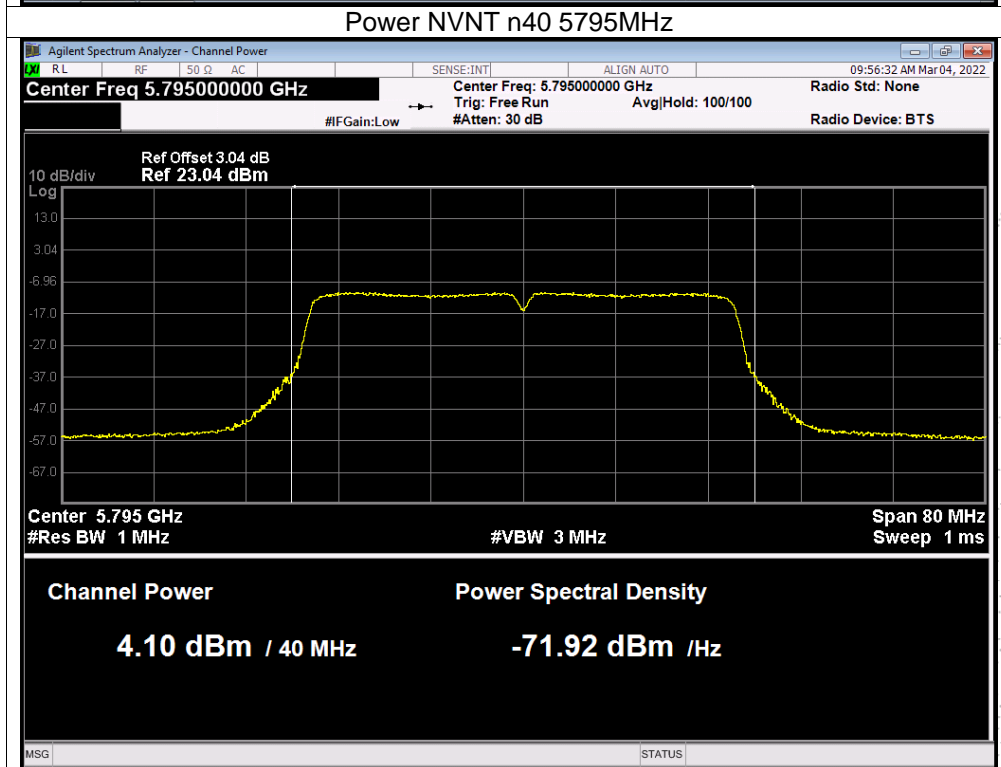 Power NVNT n40 5795MHz
Agilent Spectrum Analyzer - Channel Power
LXI RL RF 50 Ω AC SENSE:INT ALIGN AUTO 09:56:32 AM Mar 04, 2022
Center Freq 5.795000000 GHz Center Freq: 5.795000000 GHz Radio Std: None
Trig: Free Run Avg|Hold: 100/100
#IFGain:Low #Atten: 30 dB Radio Device: BTS
Ref Offset 3.04 dB
10 dB/div Ref 23.04 dBm
Log
13.0
3.04
-6.96
-17.0
-27.0
-37.0
-47.0
-57.0
-67.0
Center 5.795 GHz Span 80 MHz
#Res BW 1 MHz #VBW 3 MHz Sweep 1 ms
Channel Power Power Spectral Density
4.10 dBm / 40 MHz -71.92 dBm /Hz
MSG STATUS